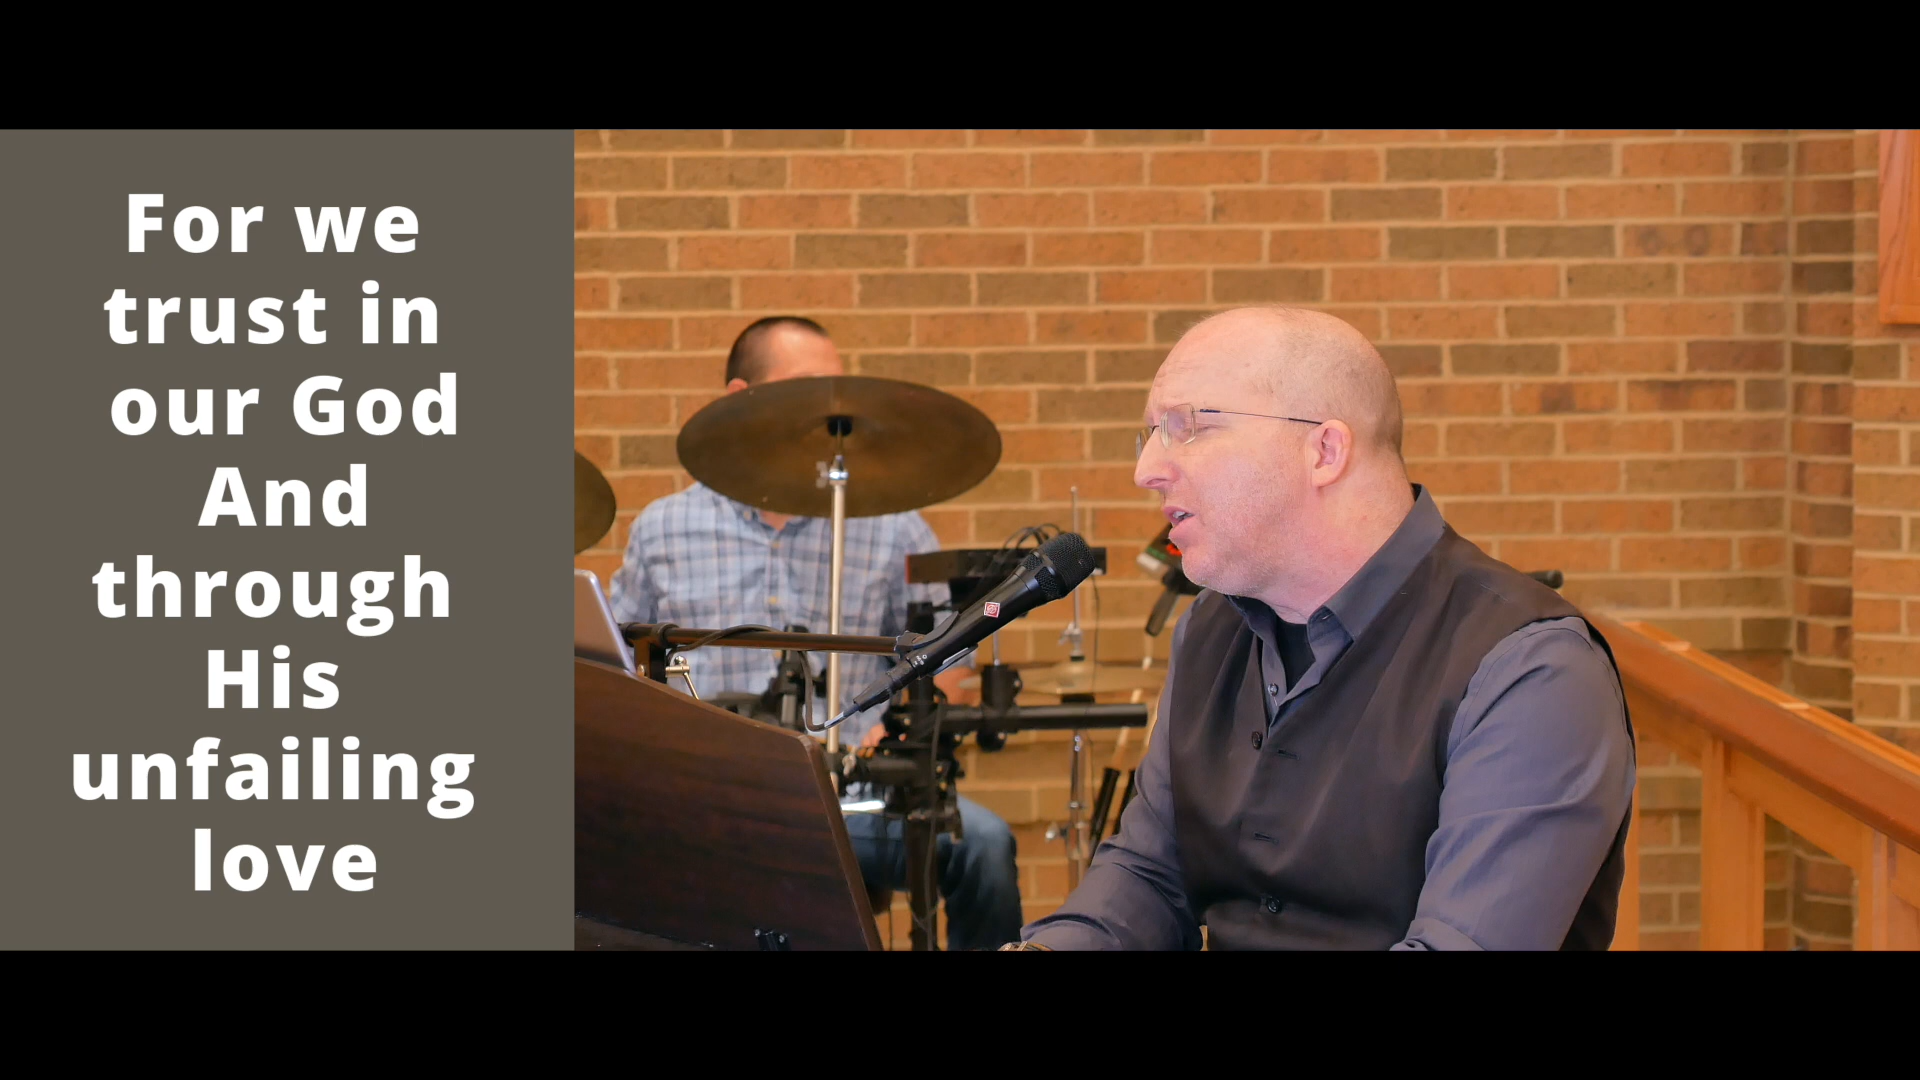 For we
trust in
our God
And
through
His
unfailing
love